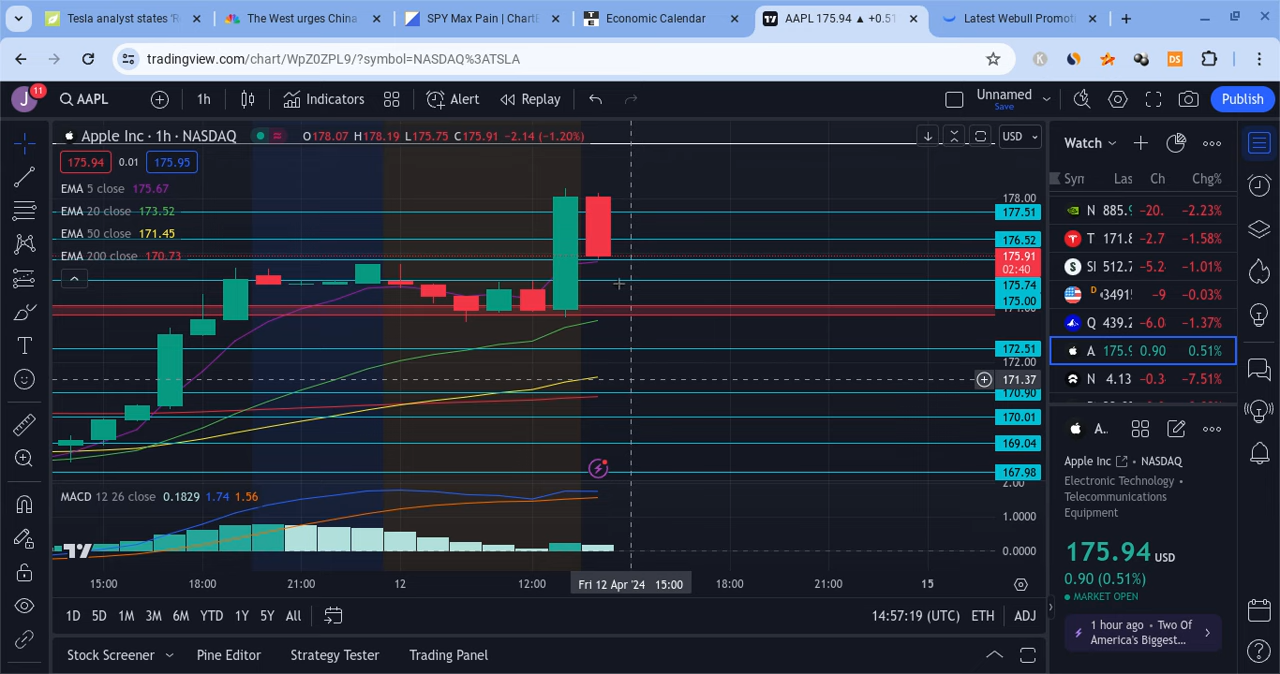 Tesla analyst states 'R
The West urges China
SPY Max Pain | Chart
Economic Calendar
AAPL 175.94 ▲ +0.51
Latest Webull Promoti
tradingview.com/chart/WpZ0ZPL9/?symbol=NASDAQ%3ATSLA
K
DS
J
11
AAPL
1h
Indicators
Alert
Replay
Unnamed
Save
Publish
Apple Inc · 1h · NASDAQ
O178.07 H178.19 L175.75 C175.91 −2.14 (−1.20%)
USD
175.94
0.01
175.95
EMA 5 close 175.67
EMA 20 close 173.52
EMA 50 close 171.45
EMA 200 close 170.73
178.00
177.51
176.52
175.91
02:40
175.74
175.00
174.00
172.51
172.00
171.37
170.90
170.01
169.04
167.98
MACD 12 26 close 0.1829 1.74 1.56
2.00
1.0000
0.0000
15:00
18:00
21:00
12
12:00
Fri 12 Apr '24 15:00
18:00
21:00
15
1D 5D 1M 3M 6M YTD 1Y 5Y All
14:57:19 (UTC)
ETH
ADJ
Stock Screener
Pine Editor
Strategy Tester
Trading Panel
Watch
Syn Las Ch Chg%
N 885.9 −20. −2.23%
T 171.8 −2.7 −1.58%
SI 512.7 −5.2 −1.01%
D 34915 −9 −0.03%
Q 439.2 −6.0 −1.37%
A 175.9 0.90 0.51%
N 4.13 −0.3 −7.51%
A..
Apple Inc • NASDAQ
Electronic Technology •
Telecommunications
Equipment
175.94 USD
0.90 (0.51%)
MARKET OPEN
1 hour ago • Two Of
America's Biggest...